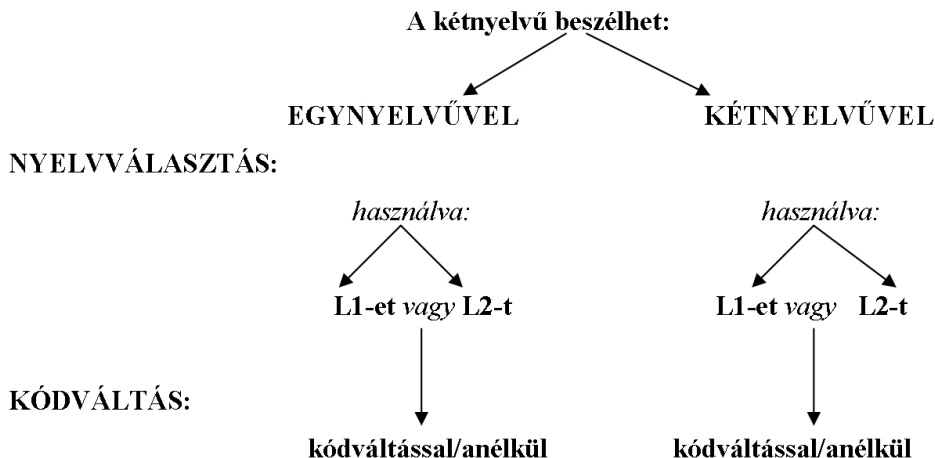 A kétnyelvű beszélhet:
EGYNYELVŰVEL KÉTNYELVŰVEL
NYELVVÁLASZTÁS:
használva: használva:
L1-et vagy L2-t L1-et vagy L2-t
KÓDVÁLTÁS:
kódváltással/anélkül kódváltással/anélkül